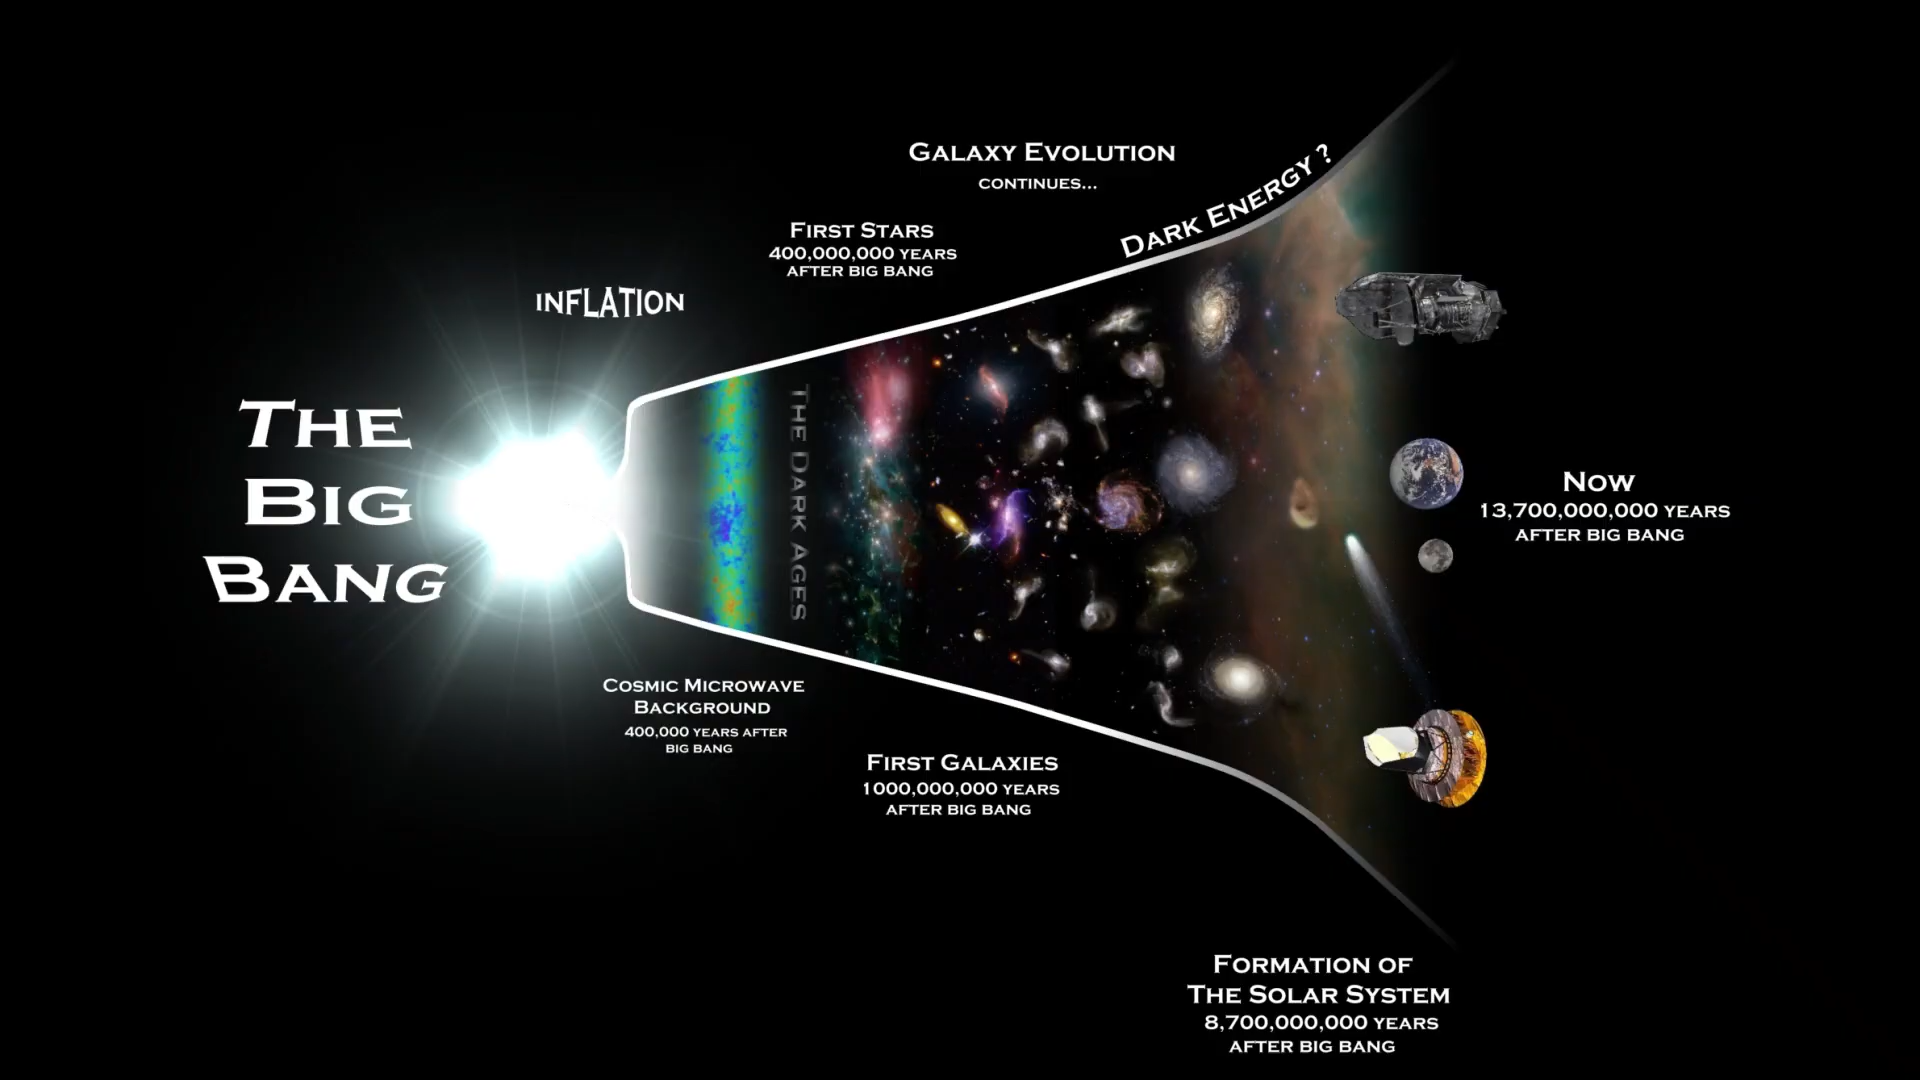 The
Big
Bang
Inflation
First Stars
400,000,000 years
after big bang
Galaxy Evolution
continues...
Dark Energy ?
The Dark Ages
Cosmic Microwave
Background
400,000 years after
big bang
First Galaxies
1000,000,000 years
after big bang
Now
13,700,000,000 years
after big bang
Formation of
The Solar System
8,700,000,000 years
after big bang